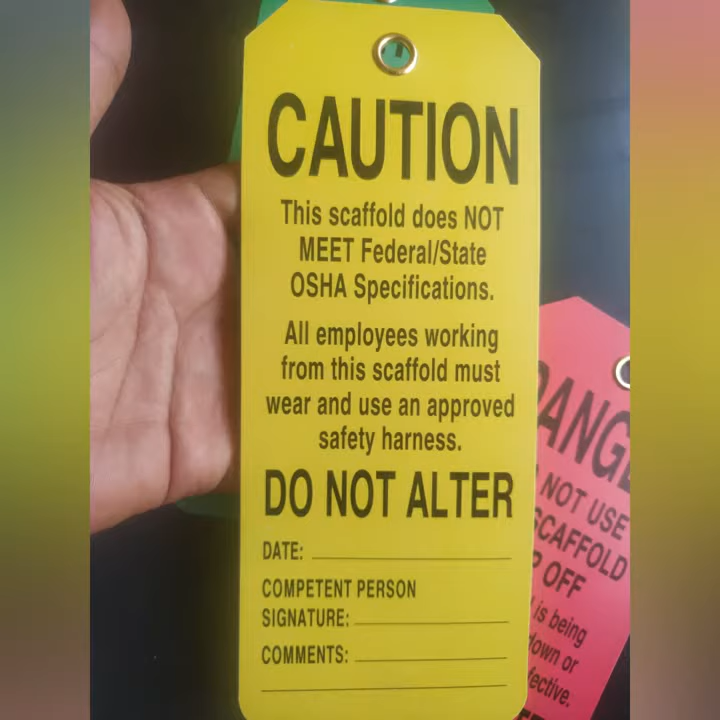 CAUTION
This scaffold does NOT
MEET Federal/State
OSHA Specifications.
All employees working
from this scaffold must
wear and use an approved
safety harness.
DO NOT ALTER
DATE:
COMPETENT PERSON
SIGNATURE:
COMMENTS:
NOT USE
SCAFFOLD
OFF
is being
down or